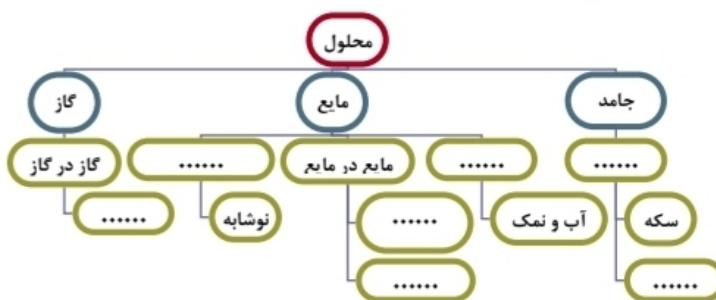 محلول
جامد مایع گاز
...... ...... مایع در مایع ...... گاز در گاز
سکه آب و نمک ...... نوشابه ......
...... ......